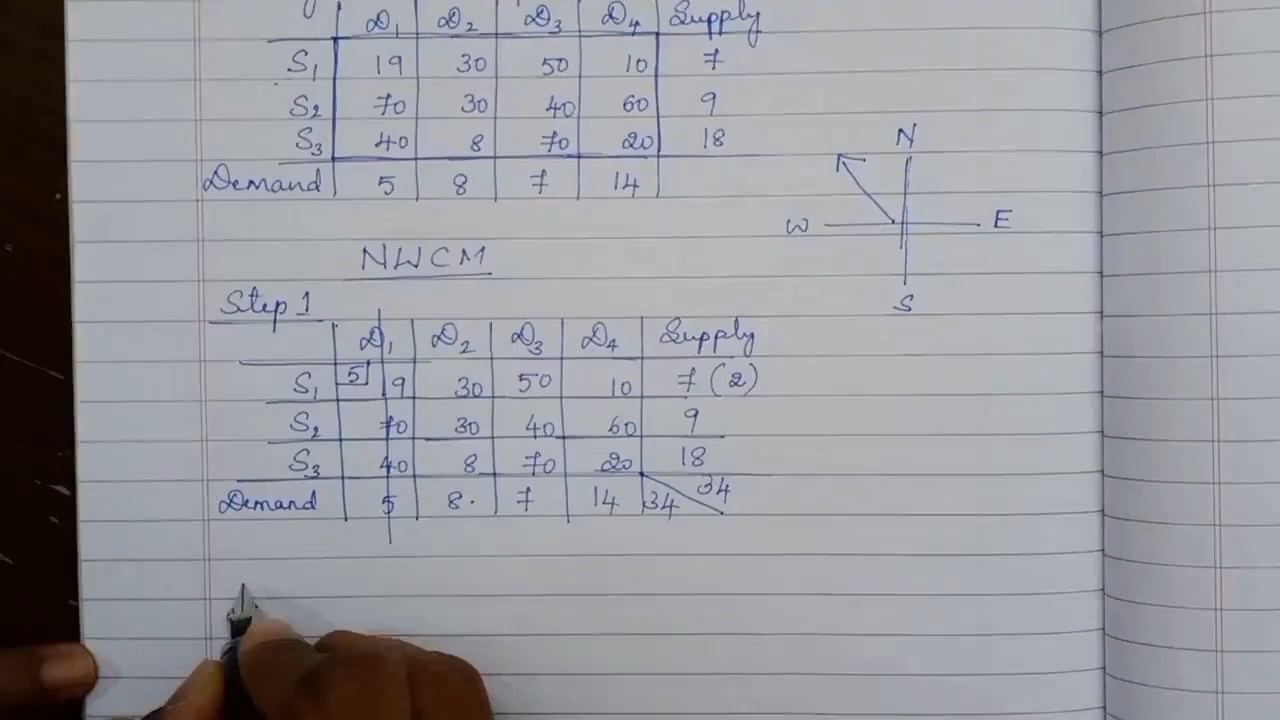 D1 D2 D3 D4 Supply
S1 19 30 50 10 7
S2 70 30 40 60 9
S3 40 8 70 20 18
Demand 5 8 7 14
N
W E
S
NWCM
Step 1
D1 D2 D3 D4 Supply
S1 5 19 30 50 10 7 (2)
S2 70 30 40 60 9
S3 40 8 70 20 18
Demand 5 8 7 14 34 34